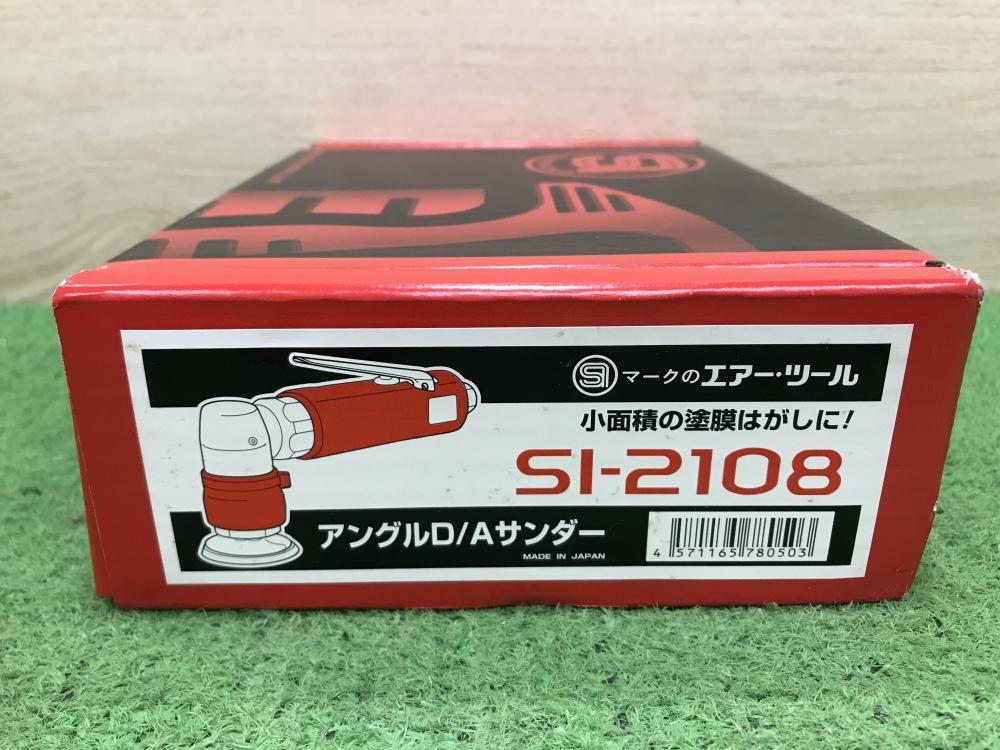 SI
SI マークのエアー・ツール
小面積の塗膜はがしに!
SI-2108
アングルD/Aサンダー
MADE IN JAPAN
4 571165 780503